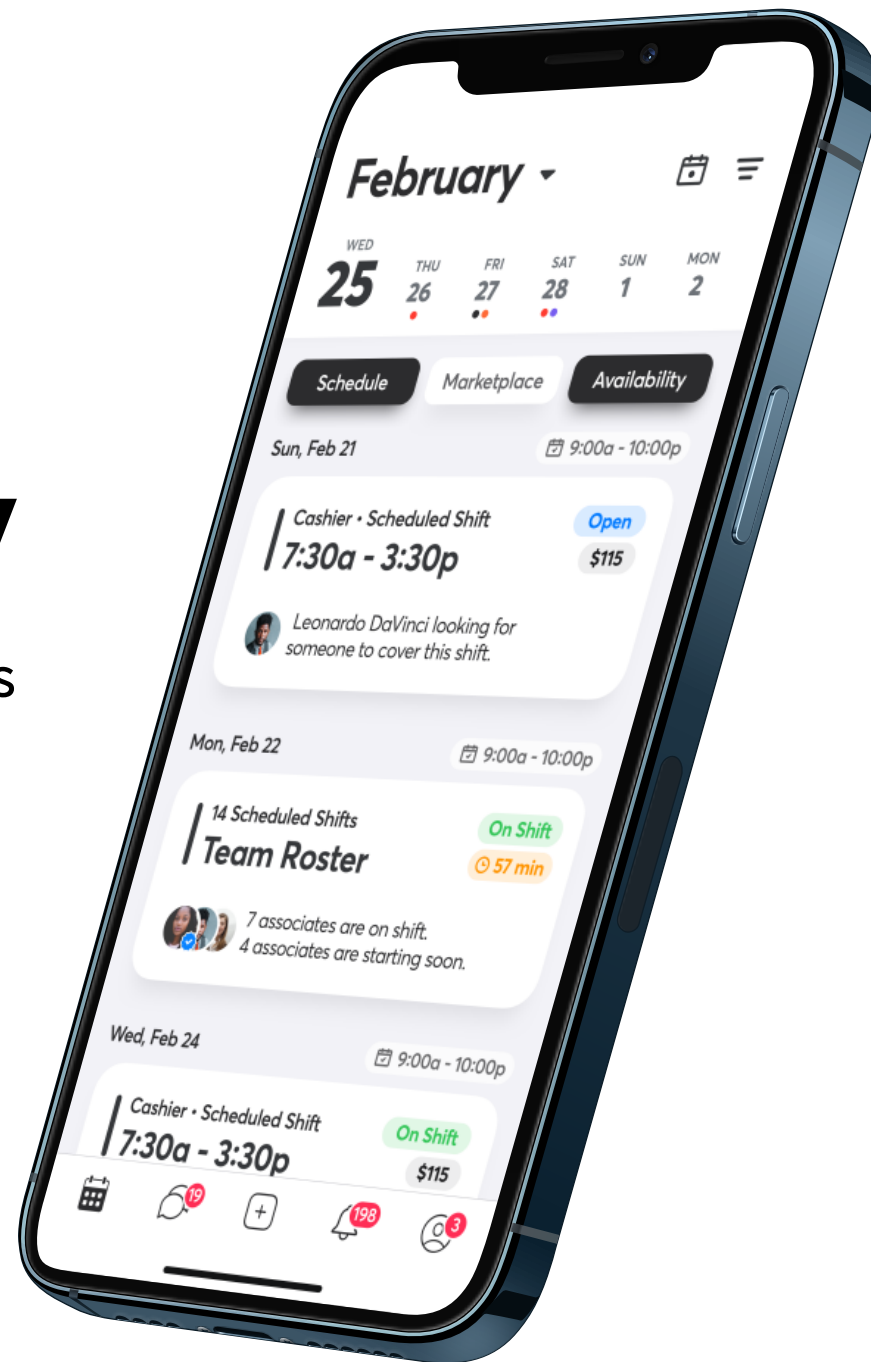 February
WED THU FRI SAT SUN MON
25 26 27 28 1 2
Schedule Marketplace Availability
Sun, Feb 21 9:00a - 10:00p
Cashier • Scheduled Shift Open
7:30a - 3:30p $115
Leonardo DaVinci looking for
someone to cover this shift.
s
Mon, Feb 22 9:00a - 10:00p
14 Scheduled Shifts On Shift
Team Roster 57 min
7 associates are on shift.
4 associates are starting soon.
Wed, Feb 24 9:00a - 10:00p
Cashier • Scheduled Shift On Shift
7:30a - 3:30p $115
19 198 3